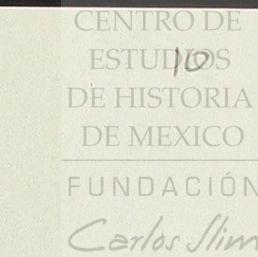 CENTRO DE
ESTUDIOS
10
DE HISTORIA
DE MEXICO
FUNDACIÓN
Carlos Slim